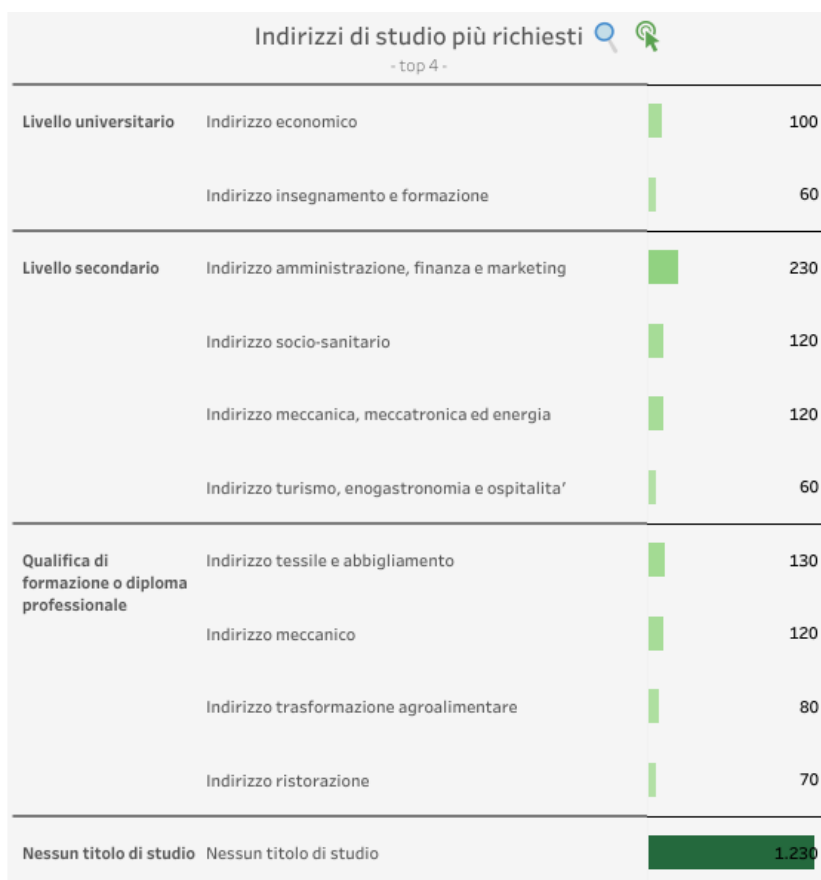 Indirizzi di studio più richiesti
- top 4 -
Livello universitario Indirizzo economico 100
Indirizzo insegnamento e formazione 60
Livello secondario Indirizzo amministrazione, finanza e marketing 230
Indirizzo socio-sanitario 120
Indirizzo meccanica, meccatronica ed energia 120
Indirizzo turismo, enogastronomia e ospitalita’ 60
Qualifica di Indirizzo tessile e abbigliamento 130
formazione o diploma
professionale
Indirizzo meccanico 120
Indirizzo trasformazione agroalimentare 80
Indirizzo ristorazione 70
Nessun titolo di studio Nessun titolo di studio 1.230